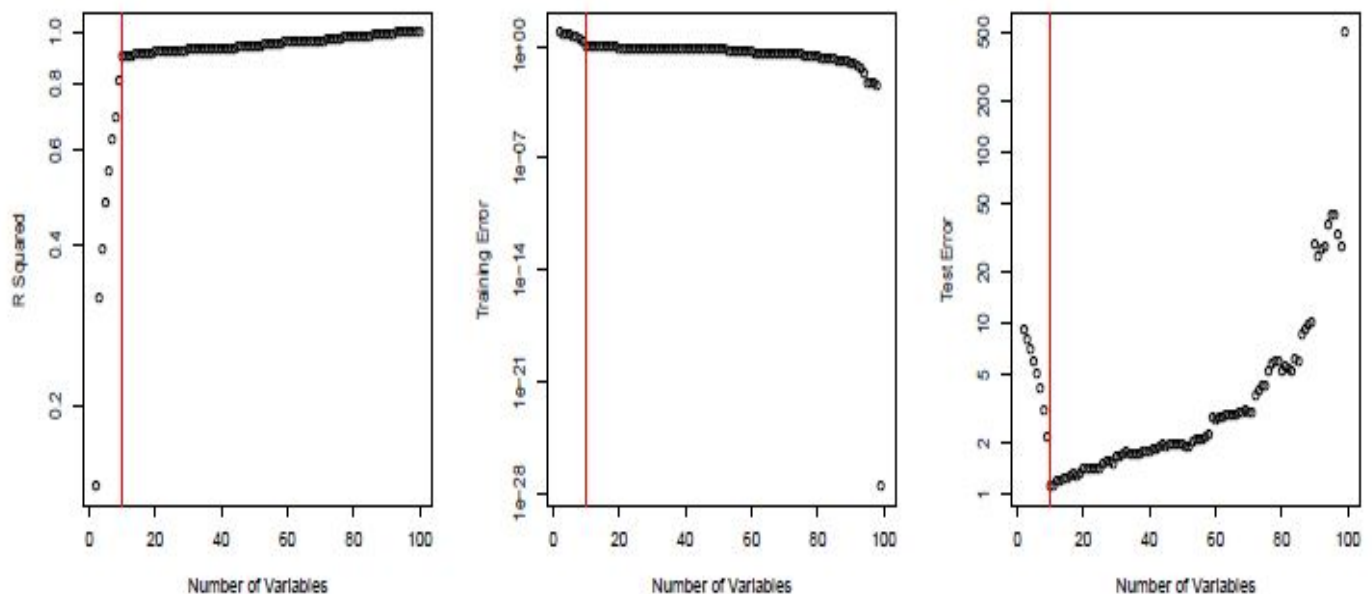 R Squared
1.0
0.8
0.6
0.4
0.2
0 20 40 60 80 100
Number of Variables
Training Error
1e+00
1e-07
1e-14
1e-21
1e-28
0 20 40 60 80 100
Number of Variables
Test Error
500
200
100
50
20
10
5
2
1
0 20 40 60 80 100
Number of Variables